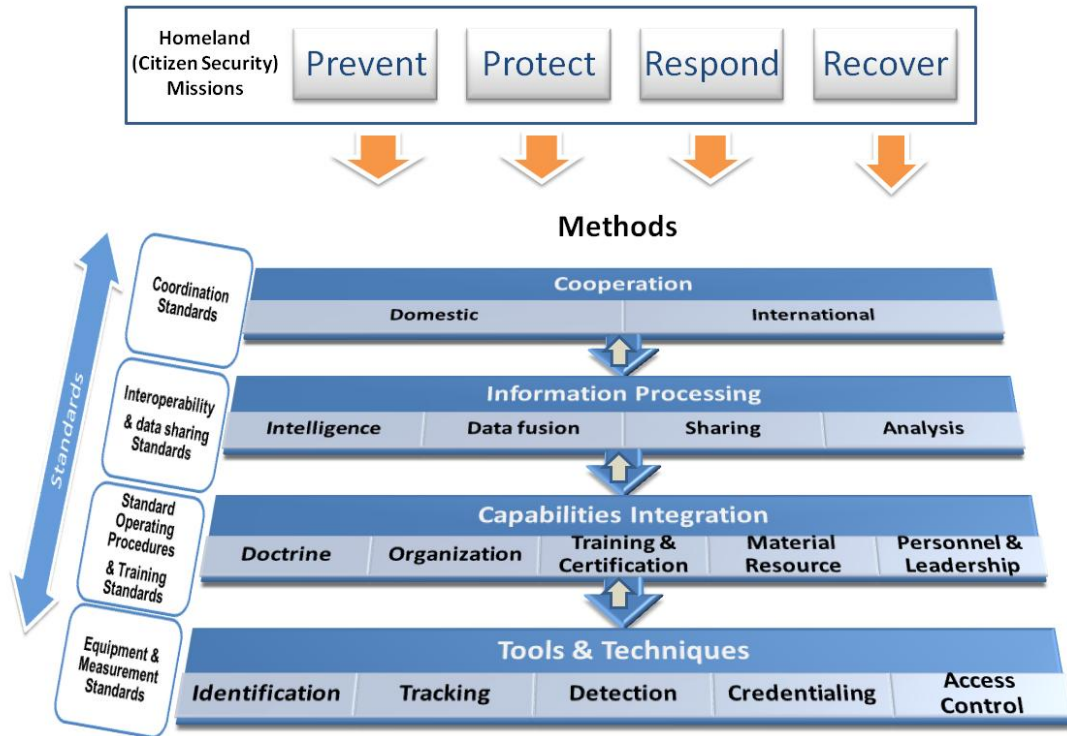 Homeland
(Citizen Security)
Missions
Prevent
Protect
Respond
Recover
Methods
Standards
Coordination
Standards
Cooperation
Domestic
International
Interoperability
& data sharing
Standards
Information Processing
Intelligence
Data fusion
Sharing
Analysis
Standard
Operating
Procedures
& Training
Standards
Capabilities Integration
Doctrine
Organization
Training &
Certification
Material
Resource
Personnel &
Leadership
Equipment &
Measurement
Standards
Tools & Techniques
Identification
Tracking
Detection
Credentialing
Access
Control